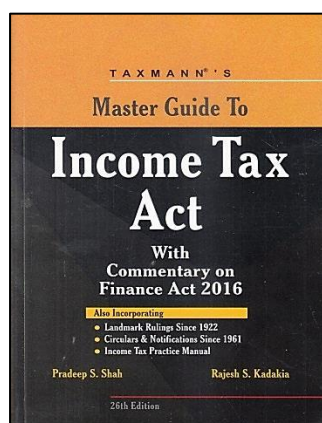 TAXMANN®'S
Master Guide To
Income Tax
Act
With
Commentary on
Finance Act 2016
Also Incorporating
• Landmark Rulings Since 1922
• Circulars & Notifications Since 1961
• Income Tax Practice Manual
Pradeep S. Shah Rajesh S. Kadakia
26th Edition